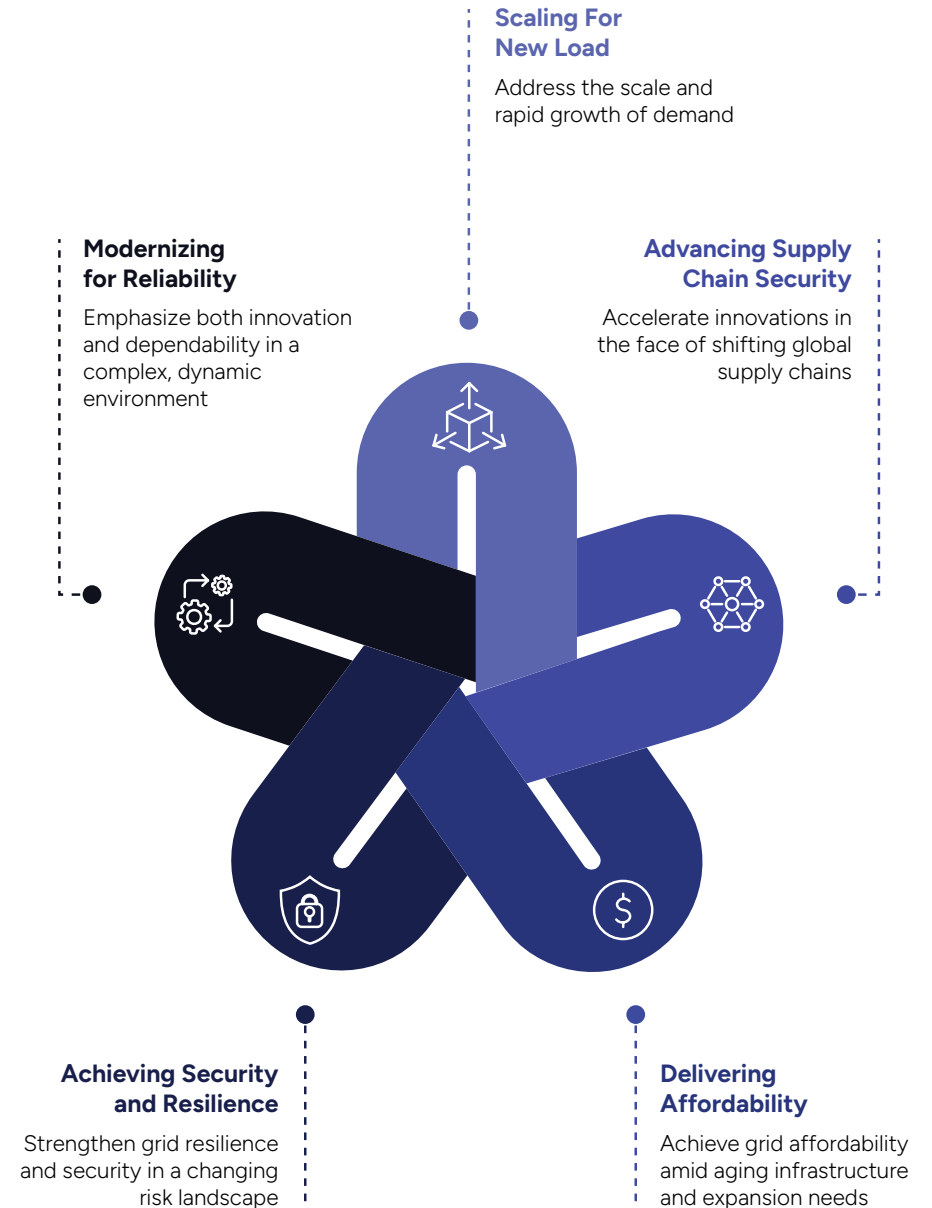 Scaling For
New Load
Address the scale and
rapid growth of demand
Modernizing
for Reliability
Emphasize both innovation
and dependability in a
complex, dynamic
environment
Advancing Supply
Chain Security
Accelerate innovations in
the face of shifting global
supply chains
$
Achieving Security
and Resilience
Strengthen grid resilience
and security in a changing
risk landscape
Delivering
Affordability
Achieve grid affordability
amid aging infrastructure
and expansion needs